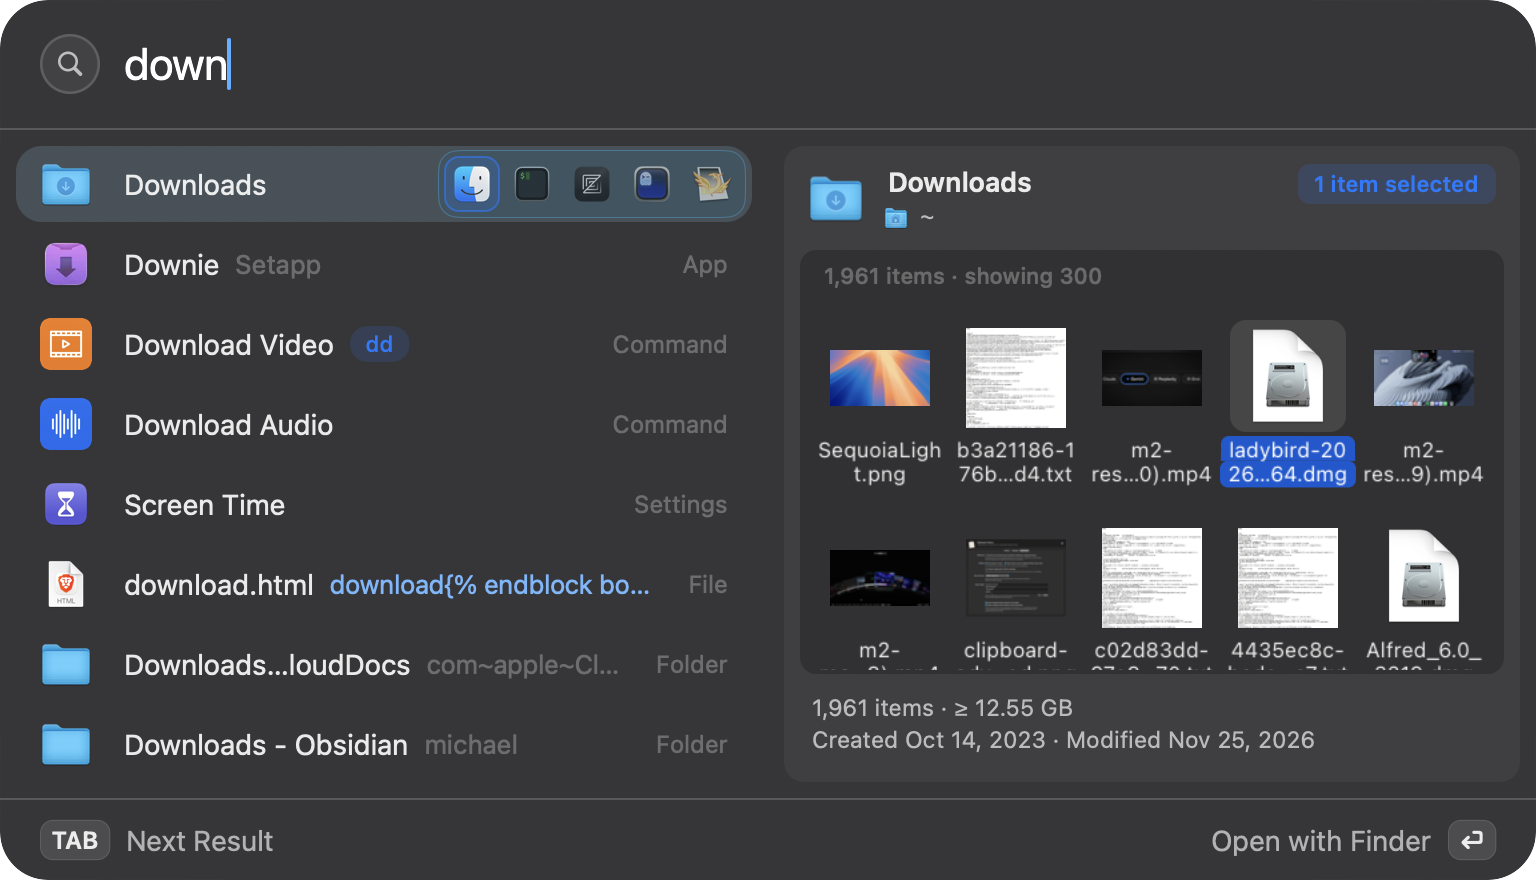 down
Downloads
Downie Setapp App
Download Video dd Command
Download Audio Command
Screen Time Settings
HTML
download.html download{% endblock bo... File
Downloads...loudDocs com~apple~Cl... Folder
Downloads - Obsidian michael Folder
Downloads
~
1 item selected
1,961 items · showing 300
SequoiaLigh
t.png
b3a21186-1
76b...d4.txt
m2-
res...0).mp4
ladybird-20
26...64.dmg
m2-
res...9).mp4
m2-
clipboard-
c02d83dd-
4435ec8c-
Alfred_6.0_
1,961 items · ≥ 12.55 GB
Created Oct 14, 2023 · Modified Nov 25, 2026
TAB Next Result
Open with Finder